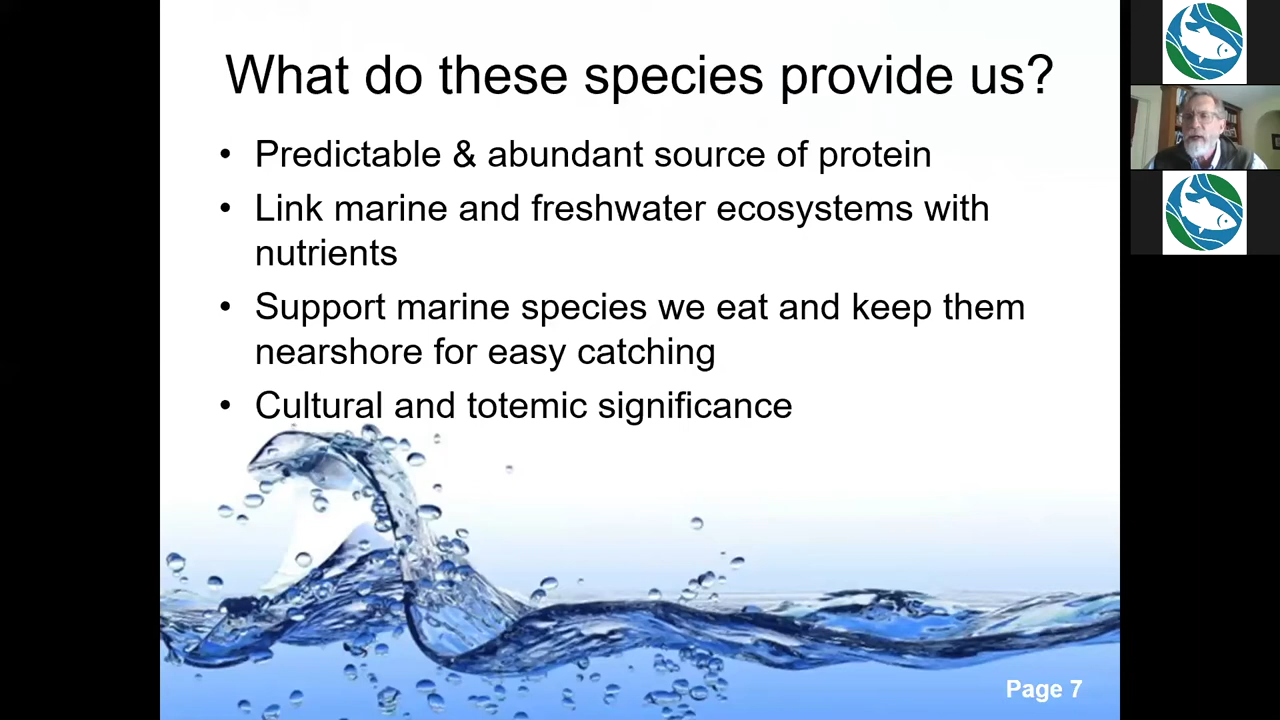 What do these species provide us?
• Predictable & abundant source of protein
• Link marine and freshwater ecosystems with
nutrients
• Support marine species we eat and keep them
nearshore for easy catching
• Cultural and totemic significance
Page 7